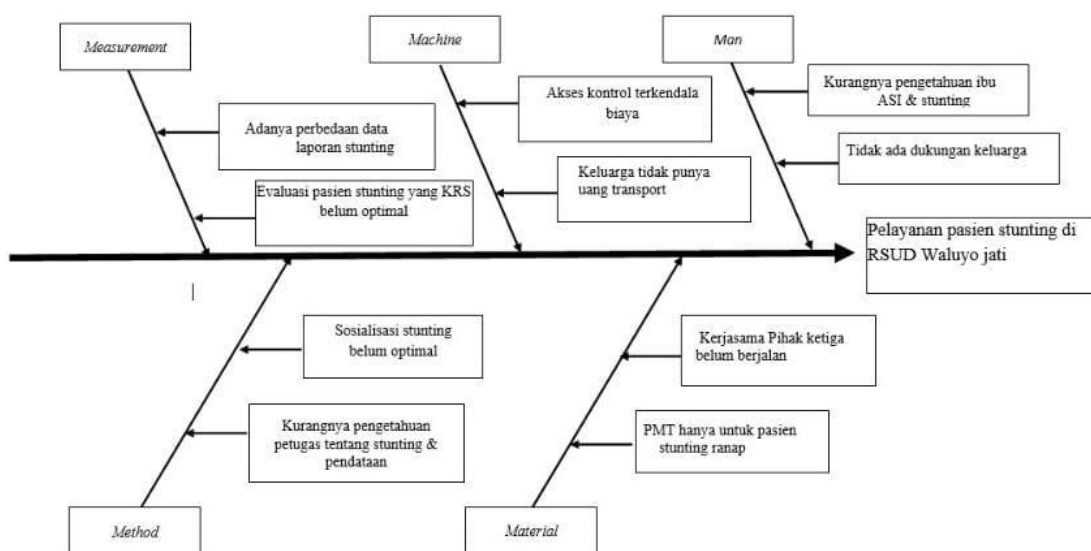 Measurement
Machine
Man
Adanya perbedaan data
laporan stunting
Evaluasi pasien stunting yang KRS
belum optimal
Akses kontrol terkendala
biaya
Keluarga tidak punya
uang transport
Kurangnya pengetahuan ibu
ASI & stunting
Tidak ada dukungan keluarga
Pelayanan pasien stunting di
RSUD Waluyo jati
Sosialisasi stunting
belum optimal
Kurangnya pengetahuan
petugas tentang stunting &
pendataan
Kerjasama Pihak ketiga
belum berjalan
PMT hanya untuk pasien
stunting ranap
Method
Material